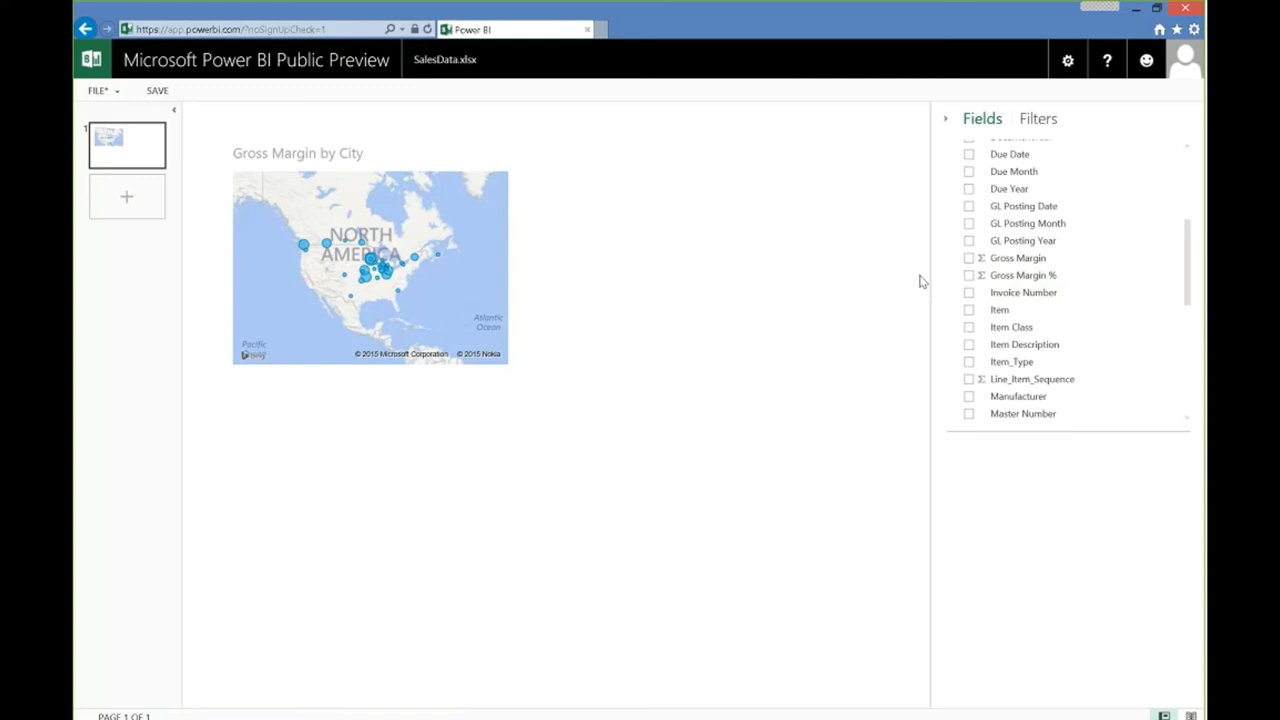 https://app.powerbi.com/?noSignUpCheck=1
Power BI
Microsoft Power BI Public Preview
SalesData.xlsx
FILE*
SAVE
1
Gross Margin by City
NORTH
AMERICA
Atlantic
Ocean
Pacific
bing
© 2015 Microsoft Corporation © 2015 Nokia
Fields
Filters
Due Date
Due Month
Due Year
GL Posting Date
GL Posting Month
GL Posting Year
Σ Gross Margin
Σ Gross Margin %
Invoice Number
Item
Item Class
Item Description
Item_Type
Σ Line_Item_Sequence
Manufacturer
Master Number
PAGE 1 OF 1